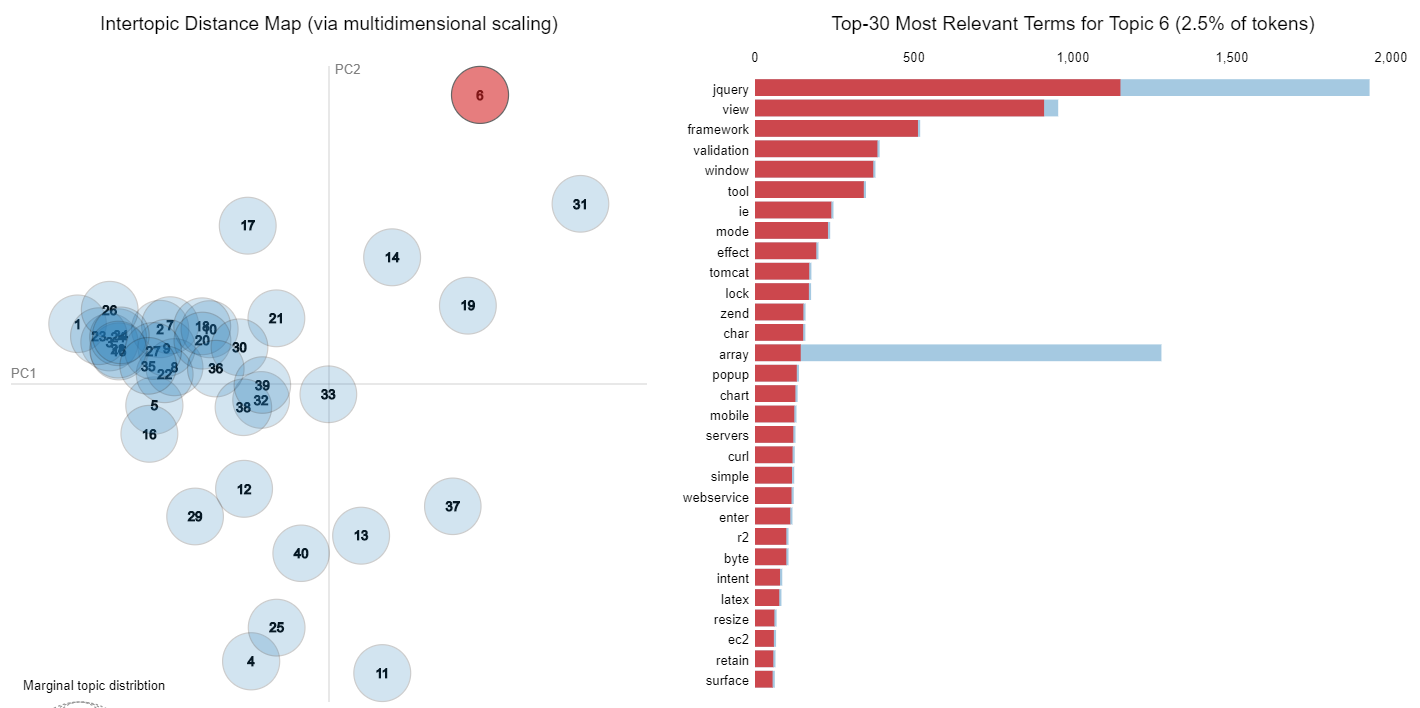 Intertopic Distance Map (via multidimensional scaling)
PC2
6
31
17
14
19
26
1
21
2
7
18
10
23
20
30
27
9
35
8
22
36
PC1
39
33
32
38
5
16
12
29
37
13
40
25
4
11
Marginal topic distribtion
Top-30 Most Relevant Terms for Topic 6 (2.5% of tokens)
0 500 1,000 1,500 2,000
jquery
view
framework
validation
window
tool
ie
mode
effect
tomcat
lock
zend
char
array
popup
chart
mobile
servers
curl
simple
webservice
enter
r2
byte
intent
latex
resize
ec2
retain
surface